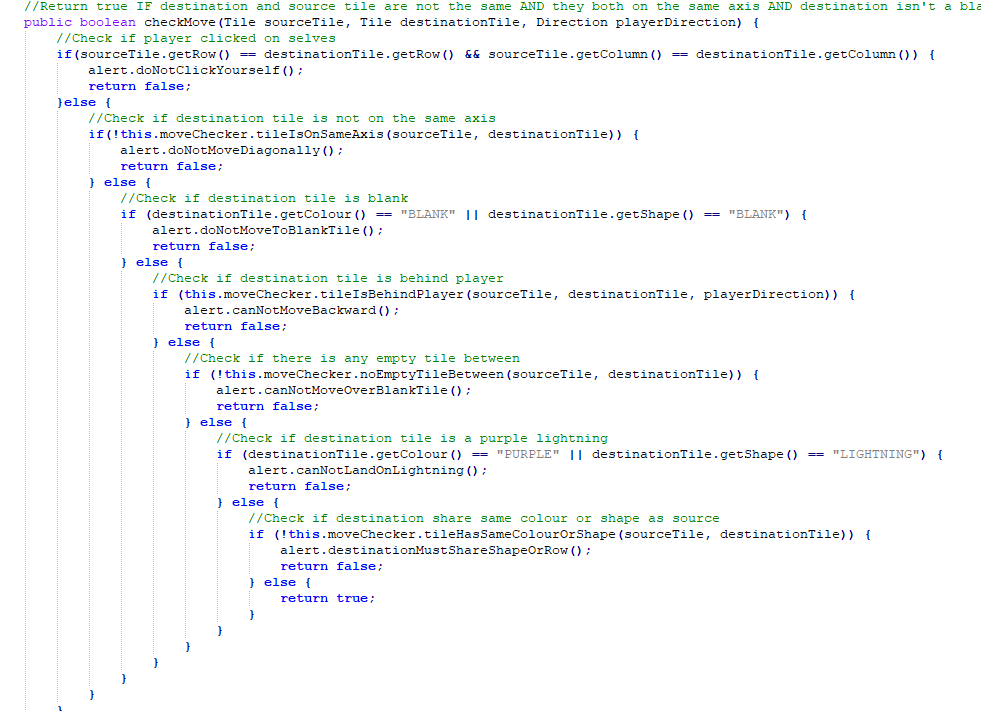 //Return true IF destination and source tile are not the same AND they both on the same axis AND destination isn't a bla
public boolean checkMove(Tile sourceTile, Tile destinationTile, Direction playerDirection) {
//Check if player clicked on selves
if(sourceTile.getRow() == destinationTile.getRow() && sourceTile.getColumn() == destinationTile.getColumn()) {
alert.doNotClickYourself();
return false;
}else {
//Check if destination tile is not on the same axis
if(!this.moveChecker.tileIsOnSameAxis(sourceTile, destinationTile)) {
alert.doNotMoveDiagonally();
return false;
} else {
//Check if destination tile is blank
if (destinationTile.getColour() == "BLANK" || destinationTile.getShape() == "BLANK") {
alert.doNotMoveToBlankTile();
return false;
} else {
//Check if destination tile is behind player
if (this.moveChecker.tileIsBehindPlayer(sourceTile, destinationTile, playerDirection)) {
alert.canNotMoveBackward();
return false;
} else {
//Check if there is any empty tile between
if (!this.moveChecker.noEmptyTileBetween(sourceTile, destinationTile)) {
alert.canNotMoveOverBlankTile();
return false;
} else {
//Check if destination tile is a purple lightning
if (destinationTile.getColour() == "PURPLE" || destinationTile.getShape() == "LIGHTNING") {
alert.canNotLandOnLightning();
return false;
} else {
//Check if destination share same colour or shape as source
if (!this.moveChecker.tileHasSameColourOrShape(sourceTile, destinationTile)) {
alert.destinationMustShareShapeOrRow();
return false;
} else {
return true;
}
}
}
}
}
}
}